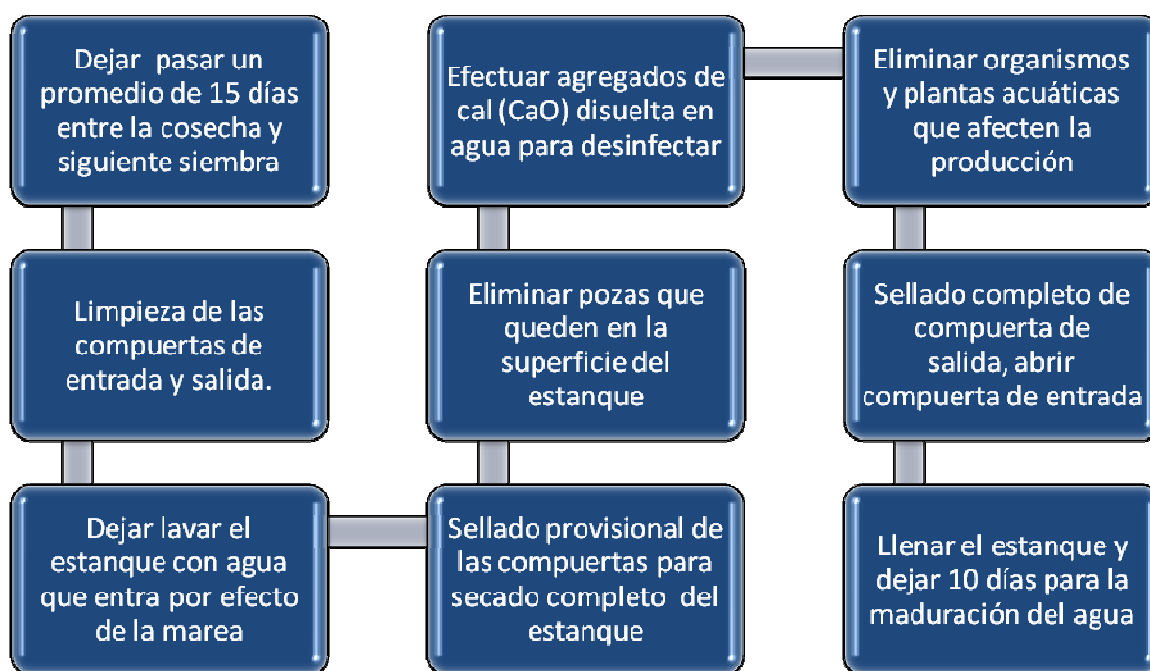 Dejar pasar un
promedio de 15 días
entre la cosecha y
siguiente siembra
Limpieza de las
compuertas de
entrada y salida.
Dejar lavar el
estanque con agua
que entra por efecto
de la marea
Sellado provisional de
las compuertas para
secado completo del
estanque
Eliminar pozas que
queden en la
superficie del
estanque
Efectuar agregados de
cal (CaO) disuelta en
agua para desinfectar
Eliminar organismos
y plantas acuáticas
que afecten la
producción
Sellado completo de
compuerta de
salida, abrir
compuerta de entrada
Llenar el estanque y
dejar 10 días para la
maduración del agua